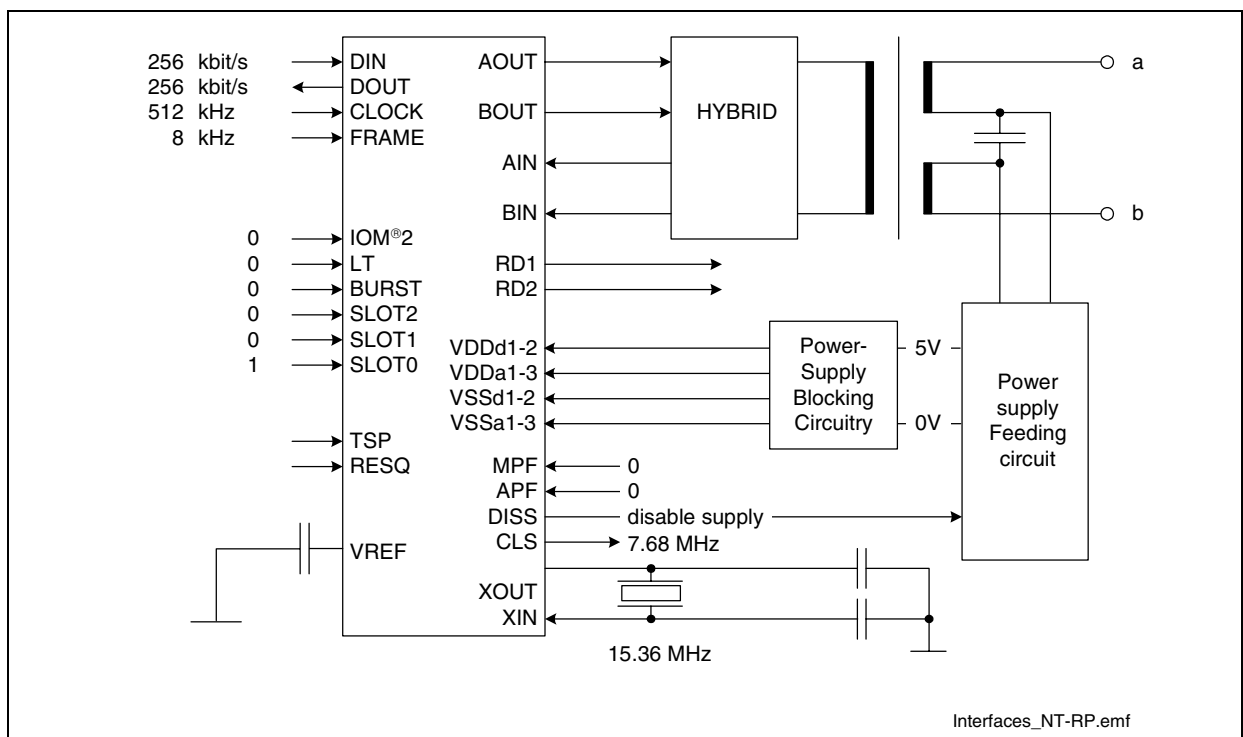 256 kbit/s DIN
256 kbit/s DOUT
512 kHz CLOCK
8 kHz FRAME
0 IOM®2
0 LT
0 BURST
0 SLOT2
0 SLOT1
1 SLOT0
TSP
RESQ
VREF
AOUT
BOUT
AIN
BIN
RD1
RD2
VDDd1-2
VDDa1-3
VSSd1-2
VSSa1-3
MPF 0
APF 0
DISS disable supply
CLS 7.68 MHz
XOUT
XIN
15.36 MHz
HYBRID
a
b
Power-
Supply
Blocking
Circuitry
5V
0V
Power
supply
Feeding
circuit
Interfaces_NT-RP.emf